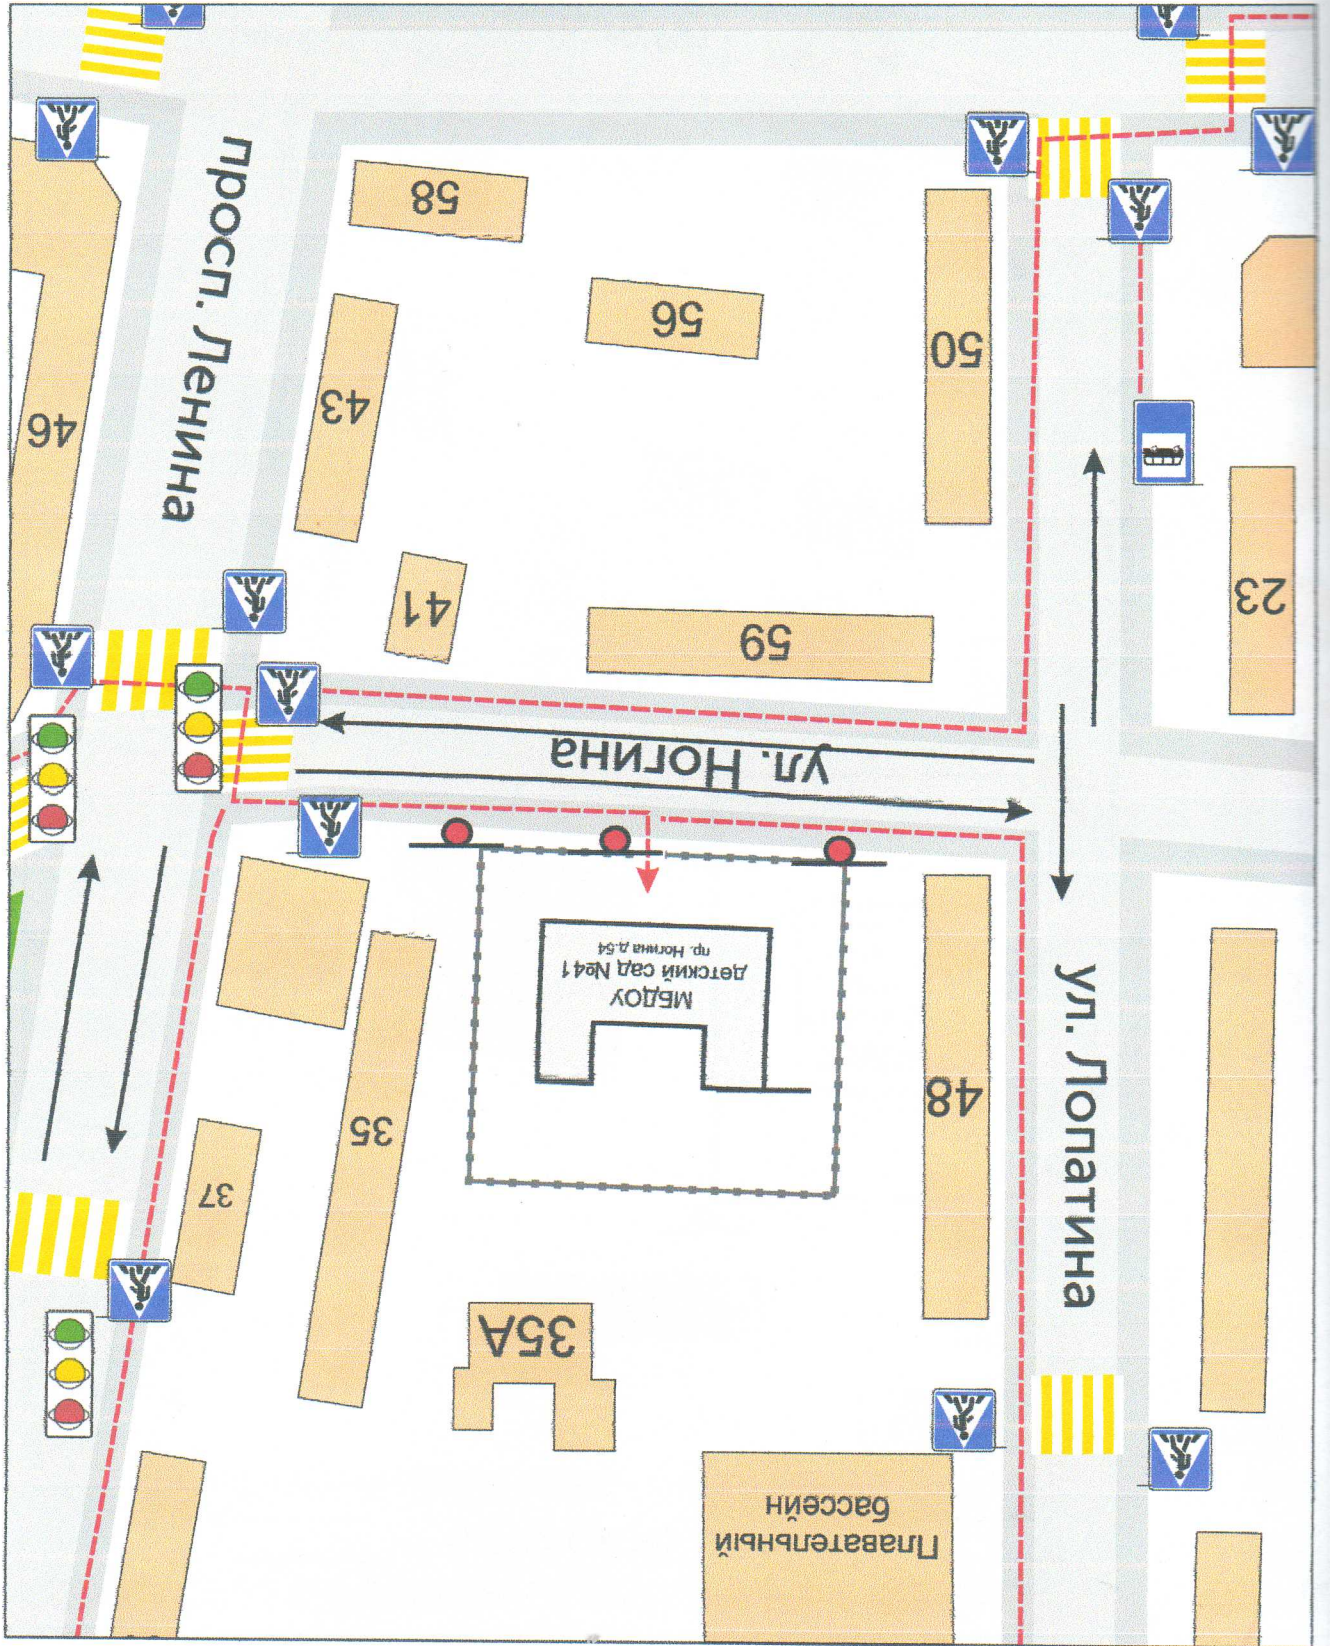 Плавательный
бассейн
35А
48
35
37
МБДОУ
детский сад №41
пр. Ногина д.54
ул. Лопатина
ул. Ногина
59
41
23
43
46
50
56
58
просп. Ленина